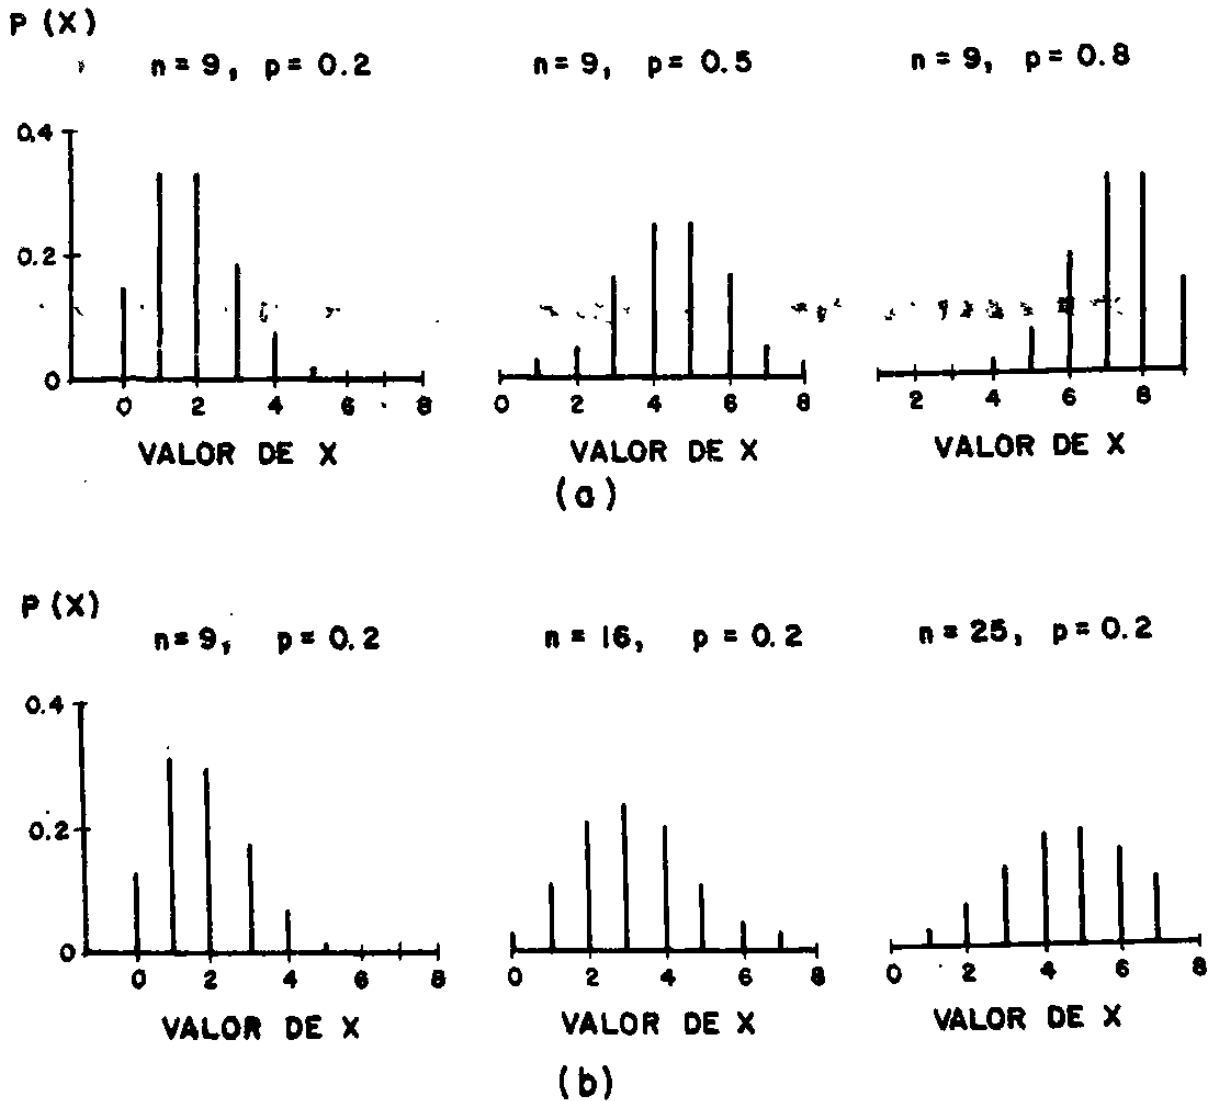 P (X)
n = 9, p = 0.2 n = 9, p = 0.5 n = 9, p = 0.8
0,4
0.2
0
0 2 4 6 8 0 2 4 6 8 2 4 6 8
VALOR DE X VALOR DE X VALOR DE X
(a)
P (X)
n = 9, p = 0.2 n = 16, p = 0.2 n = 25, p = 0.2
0.4
0.2
0
0 2 4 6 8 0 2 4 6 8 0 2 4 6 8
VALOR DE X VALOR DE X VALOR DE X
(b)